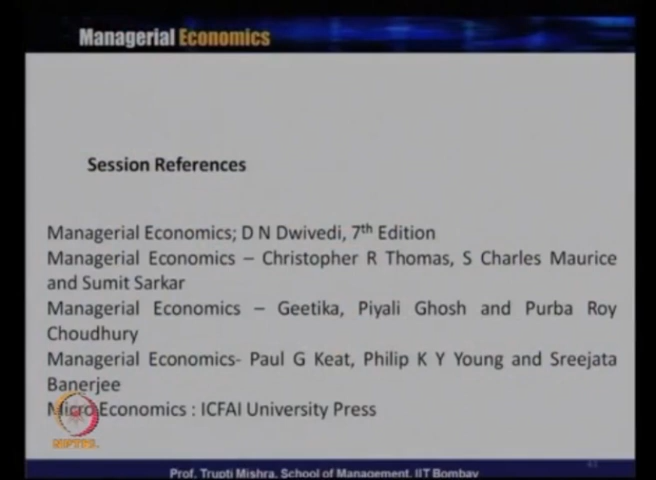 Managerial Economics
Session References
Managerial Economics; D N Dwivedi, 7th Edition
Managerial Economics – Christopher R Thomas, S Charles Maurice
and Sumit Sarkar
Managerial Economics – Geetika, Piyali Ghosh and Purba Roy
Choudhury
Managerial Economics- Paul G Keat, Philip K Y Young and Sreejata
Banerjee
Micro Economics : ICFAI University Press
NPTEL
Prof. Trupti Mishra, School of Management, IIT Bombay